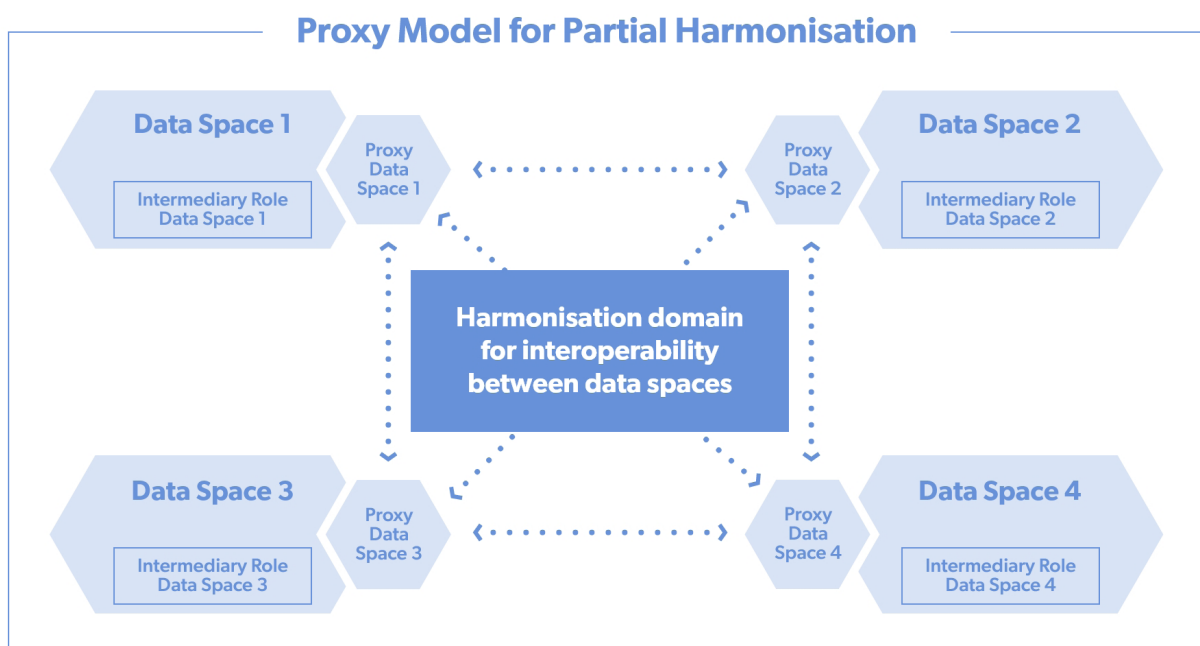 Proxy Model for Partial Harmonisation
Data Space 1
Intermediary Role
Data Space 1
Proxy
Data
Space 1
Proxy
Data
Space 2
Data Space 2
Intermediary Role
Data Space 2
Harmonisation domain
for interoperability
between data spaces
Data Space 3
Intermediary Role
Data Space 3
Proxy
Data
Space 3
Proxy
Data
Space 4
Data Space 4
Intermediary Role
Data Space 4